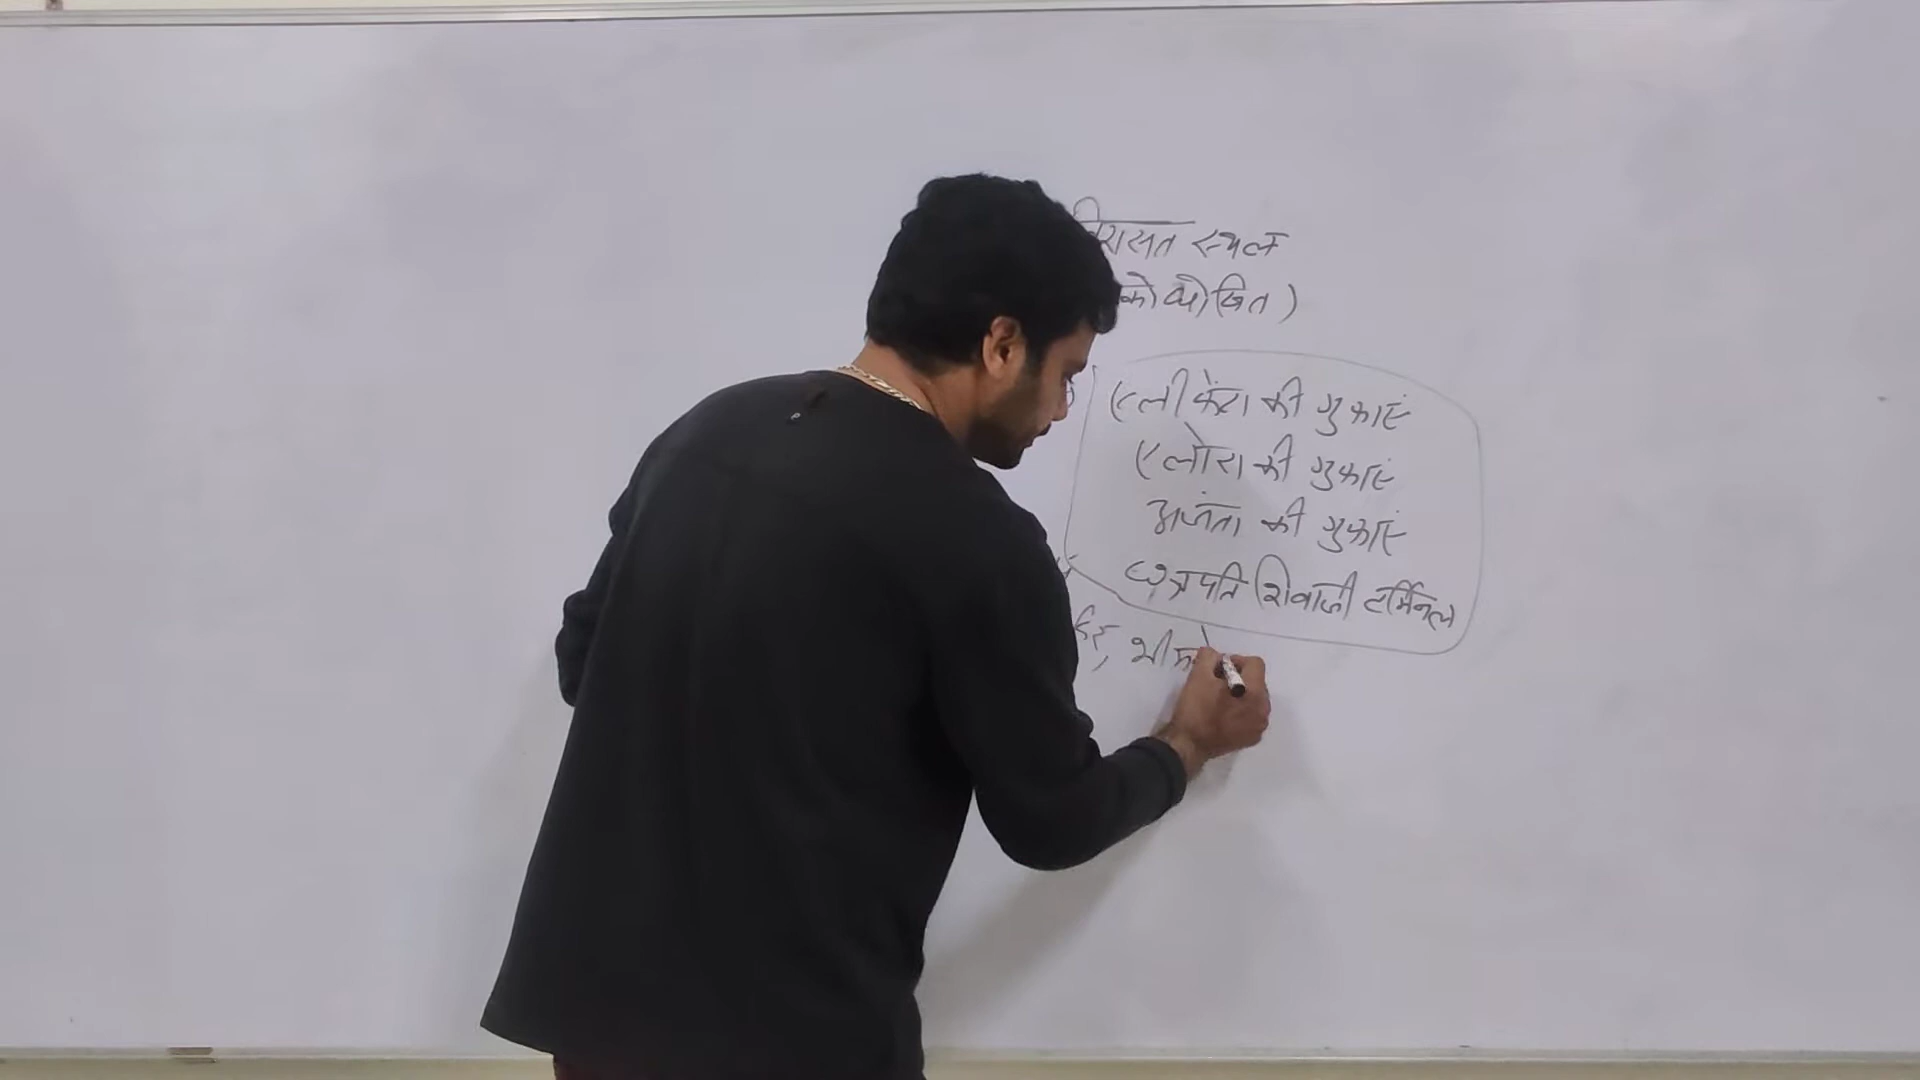 विरासत स्थल
को घोषित)
एलीफेंटा की गुफाएं
एलोरा की गुफाएं
अजंता की गुफाएं
छत्रपति शिवाजी टर्मिनल